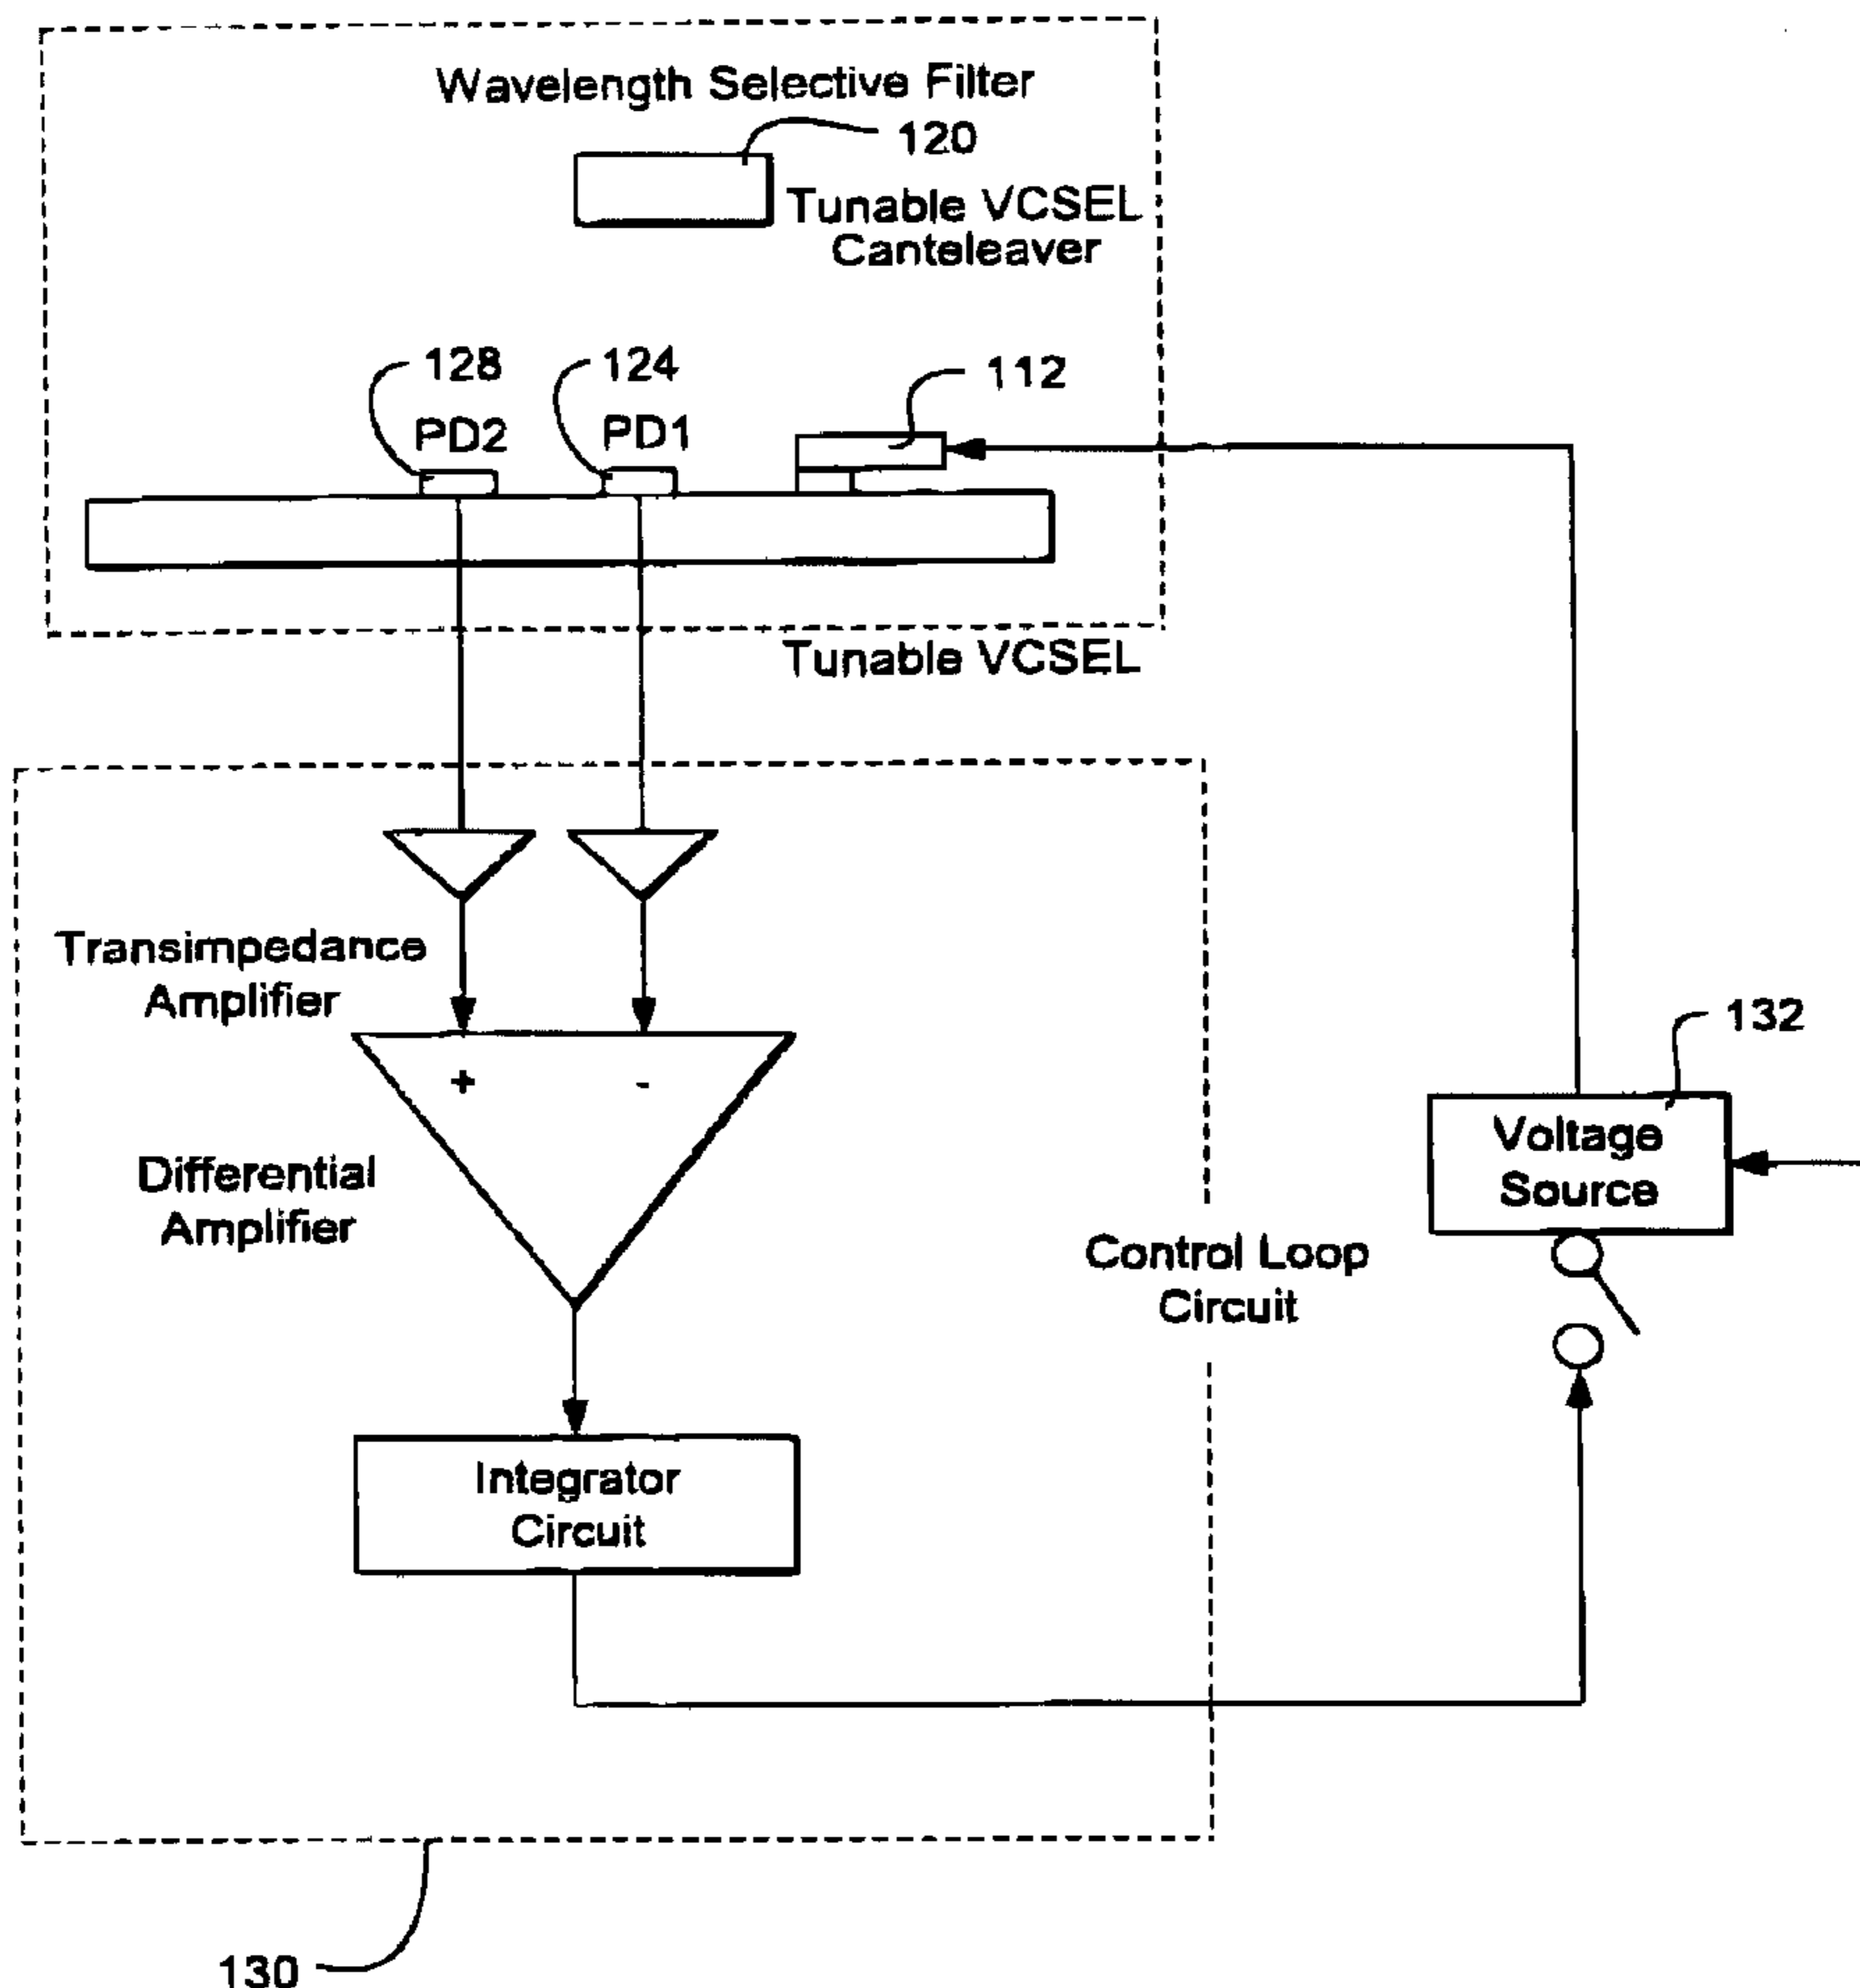 Wavelength Selective Filter
120
Tunable VCSEL
Canteleaver
128
124
112
PD2
PD1
Tunable VCSEL
Transimpedance
Amplifier
+
-
132
Voltage
Source
Differential
Amplifier
Control Loop
Circuit
Integrator
Circuit
130